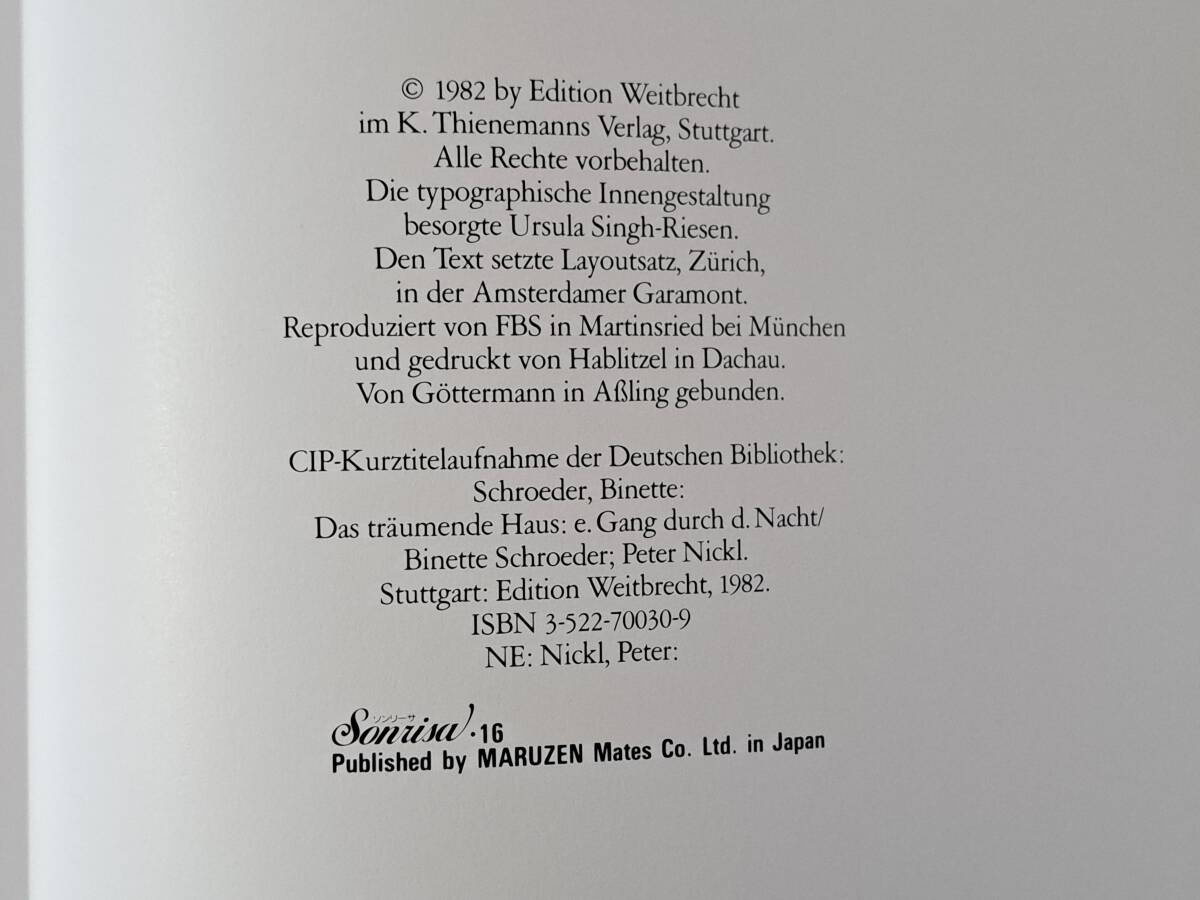 © 1982 by Edition Weitbrecht
im K. Thienemanns Verlag, Stuttgart.
Alle Rechte vorbehalten.
Die typographische Innengestaltung
besorgte Ursula Singh-Riesen.
Den Text setzte Layoutsatz, Zürich,
in der Amsterdamer Garamont.
Reproduziert von FBS in Martinsried bei München
und gedruckt von Hablitzel in Dachau.
Von Göttermann in Aßling gebunden.
CIP-Kurztitelaufnahme der Deutschen Bibliothek:
Schroeder, Binette:
Das träumende Haus: e. Gang durch d. Nacht/
Binette Schroeder; Peter Nickl.
Stuttgart: Edition Weitbrecht, 1982.
ISBN 3-522-70030-9
NE: Nickl, Peter:
ソンリーサ
Sonrisa·16
Published by MARUZEN Mates Co. Ltd. in Japan